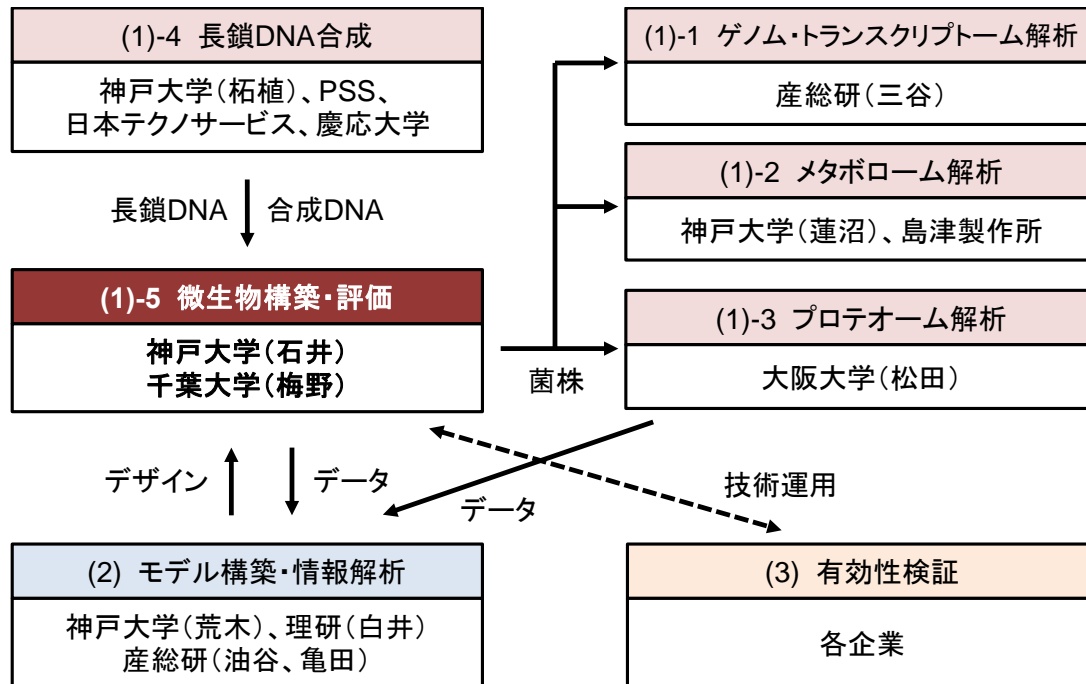 (1)-4 長鎖DNA合成
神戸大学(柘植)、PSS、
日本テクノサービス、慶応大学
長鎖DNA
合成DNA
(1)-5 微生物構築・評価
神戸大学(石井)
千葉大学(梅野)
菌株
(1)-1 ゲノム・トランスクリプトーム解析
産総研(三谷)
(1)-2 メタボローム解析
神戸大学(蓮沼)、島津製作所
(1)-3 プロテオーム解析
大阪大学(松田)
デザイン
データ
データ
技術運用
(2) モデル構築・情報解析
神戸大学(荒木)、理研(白井)
産総研(油谷、亀田)
(3) 有効性検証
各企業